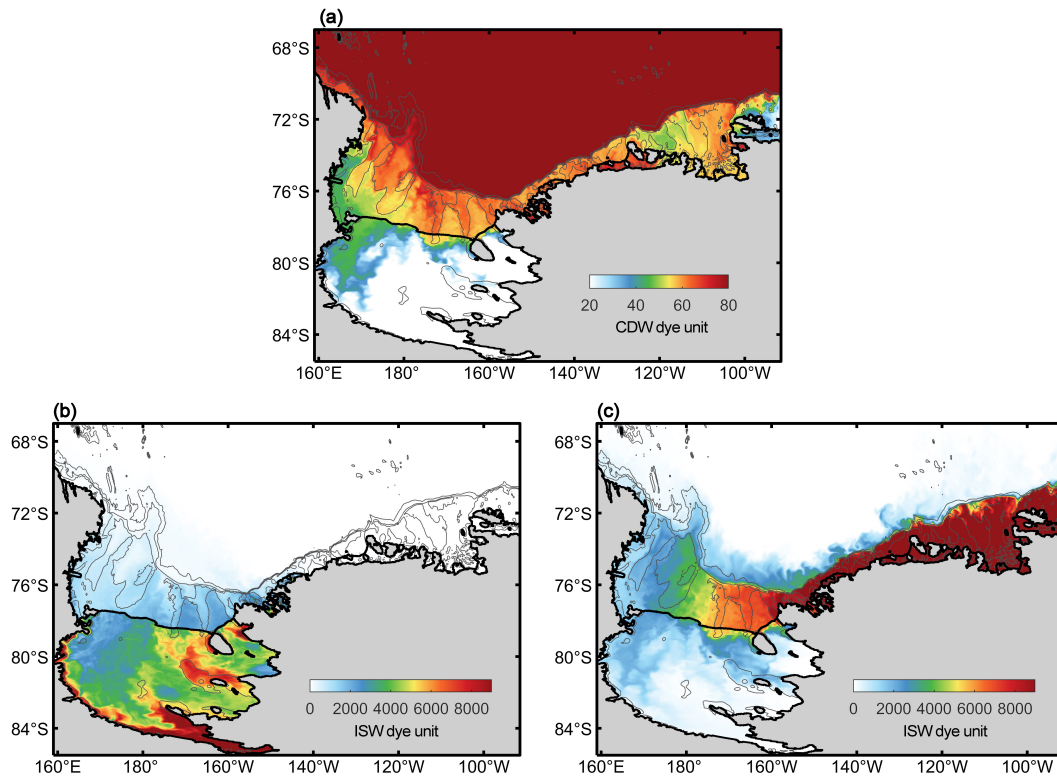 (a)
68°S
72°S
76°S
80°S
84°S
20 40 60 80
CDW dye unit
160°E 180° 160°W 140°W 120°W 100°W
(b) (c)
68°S 68°S
72°S 72°S
76°S 76°S
80°S 80°S
84°S 84°S
0 2000 4000 6000 8000 0 2000 4000 6000 8000
ISW dye unit ISW dye unit
160°E 180° 160°W 140°W 120°W 100°W 160°E 180° 160°W 140°W 120°W 100°W